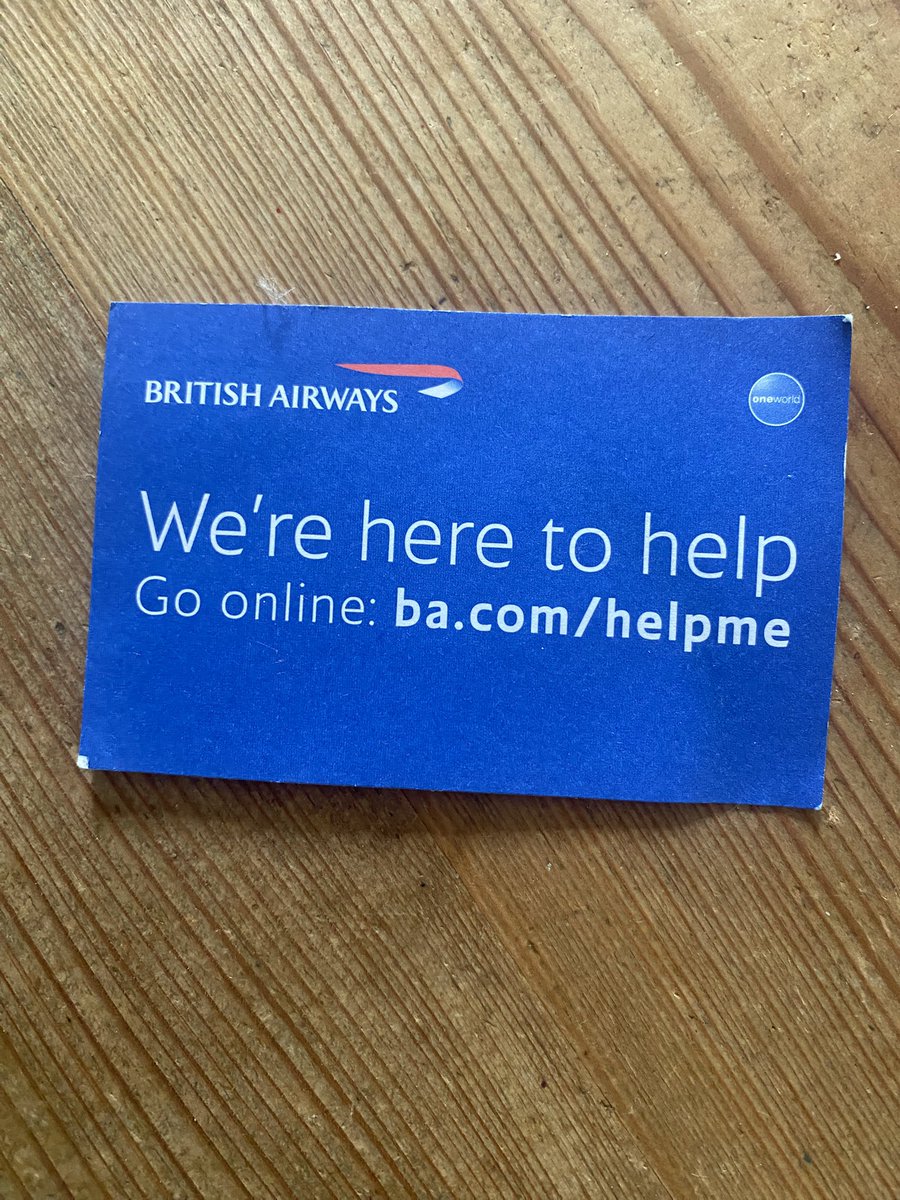 BRITISH AIRWAYS
oneworld
We're here to help
Go online: ba.com/helpme